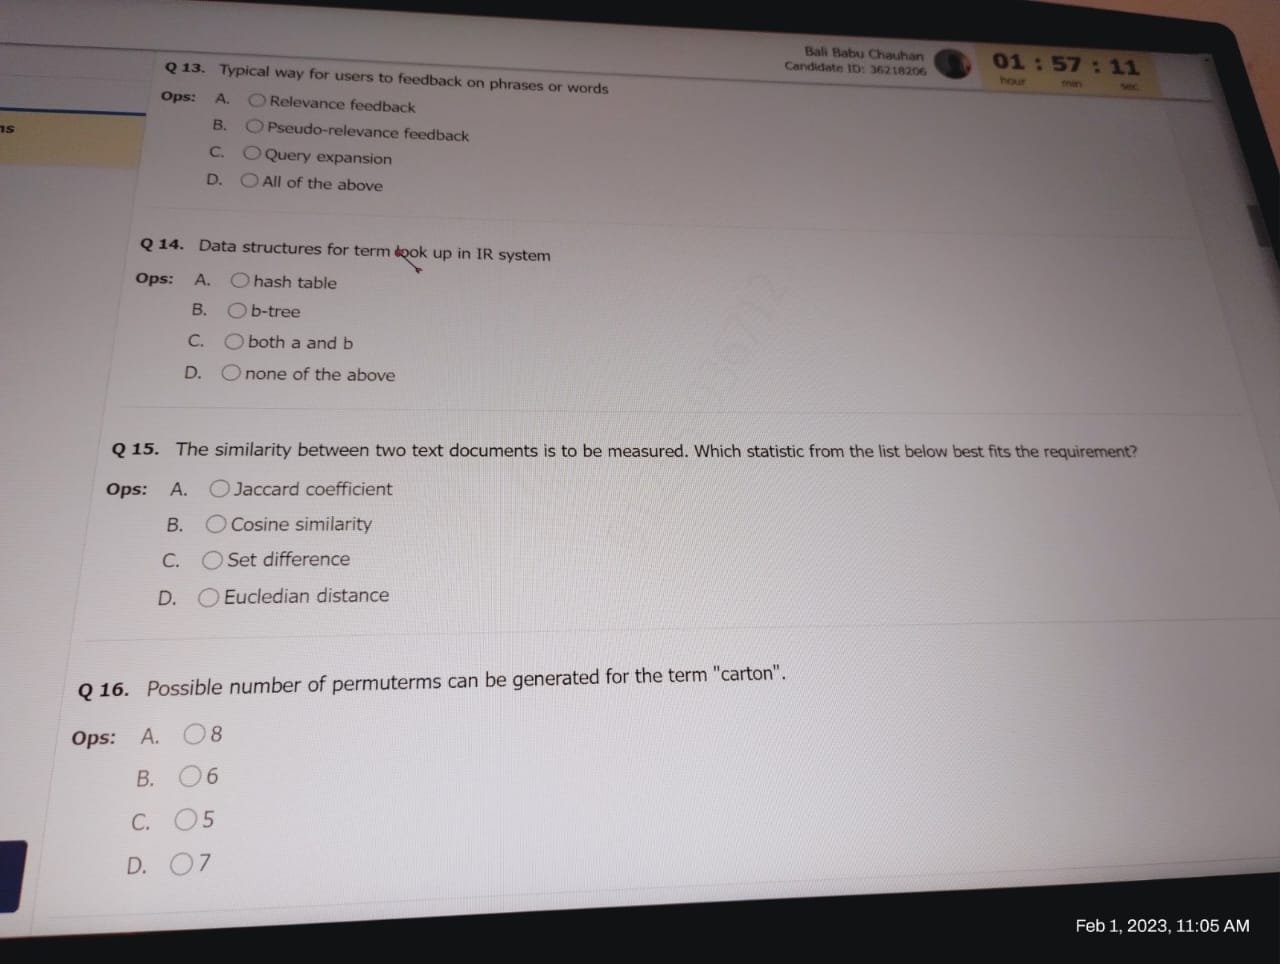 Bali Babu Chauhan
Candidate ID: 36218206
01 : 57 : 11
hour min sec
ns
Q 13. Typical way for users to feedback on phrases or words
Ops: A. Relevance feedback
B. Pseudo-relevance feedback
C. Query expansion
D. All of the above
Q 14. Data structures for term look up in IR system
Ops: A. hash table
B. b-tree
C. both a and b
D. none of the above
Q 15. The similarity between two text documents is to be measured. Which statistic from the list below best fits the requirement?
Ops: A. Jaccard coefficient
B. Cosine similarity
C. Set difference
D. Eucledian distance
Q 16. Possible number of permuterms can be generated for the term "carton".
Ops: A. 8
B. 6
C. 5
D. 7
Feb 1, 2023, 11:05 AM